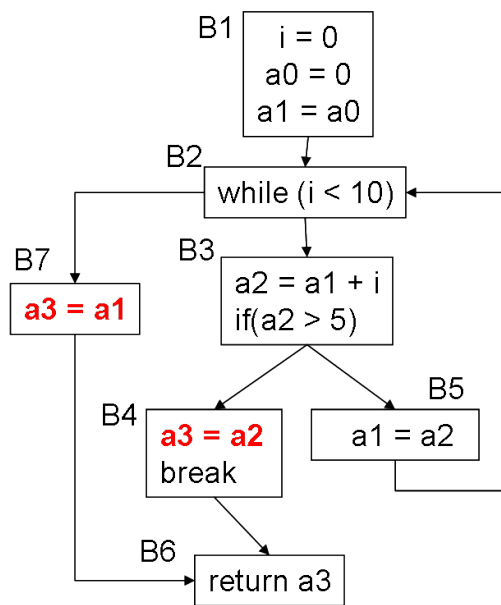 B1
i = 0
a0 = 0
a1 = a0
B2
while (i < 10)
B3
a2 = a1 + i
if(a2 > 5)
B7
a3 = a1
B4
a3 = a2
break
B5
a1 = a2
B6
return a3